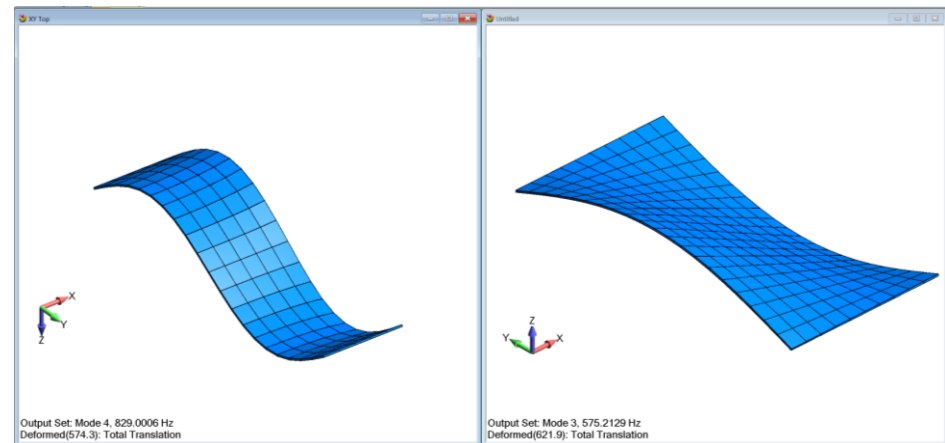 XY Top
Untitled
X
Y
Z
Z
Y
X
Output Set: Mode 4, 829.0006 Hz
Deformed(574.3): Total Translation
Output Set: Mode 3, 575.2129 Hz
Deformed(621.9): Total Translation